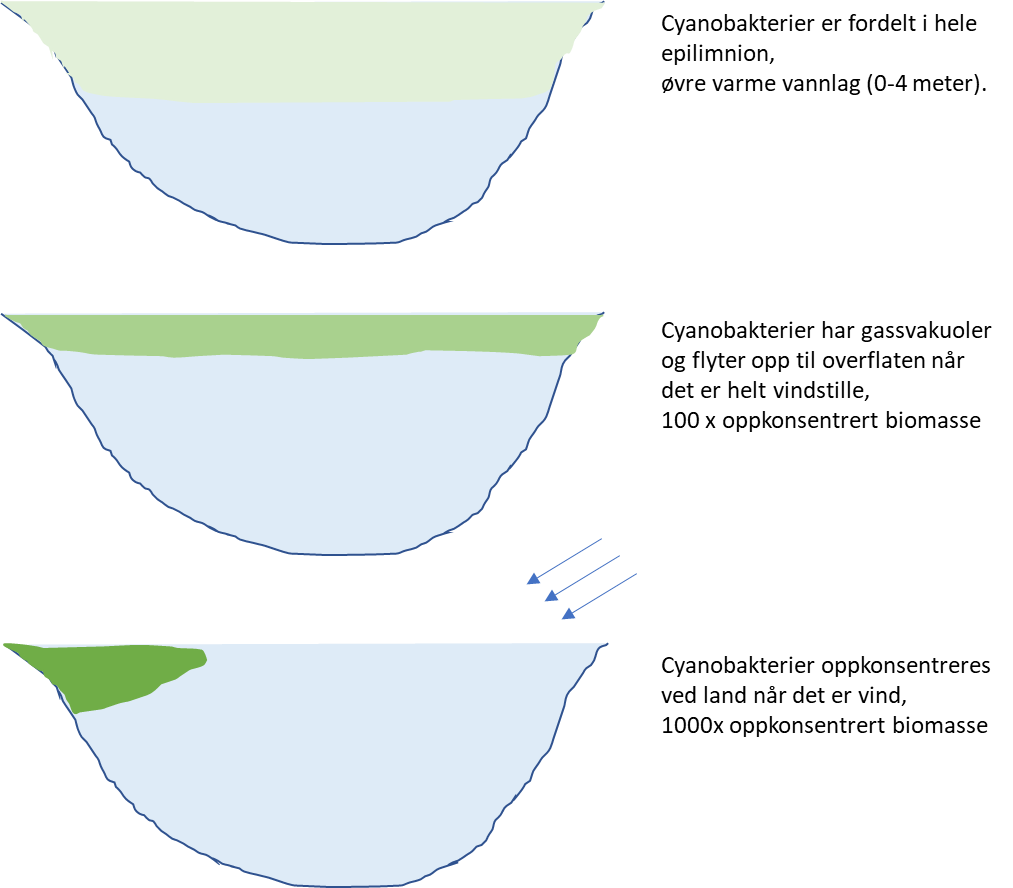 Cyanobakterier er fordelt i hele
epilimnion,
øvre varme vannlag (0-4 meter).
Cyanobakterier har gassvakuoler
og flyter opp til overflaten når
det er helt vindstille,
100 x oppkonsentrert biomasse
Cyanobakterier oppkonsentreres
ved land når det er vind,
1000x oppkonsentrert biomasse